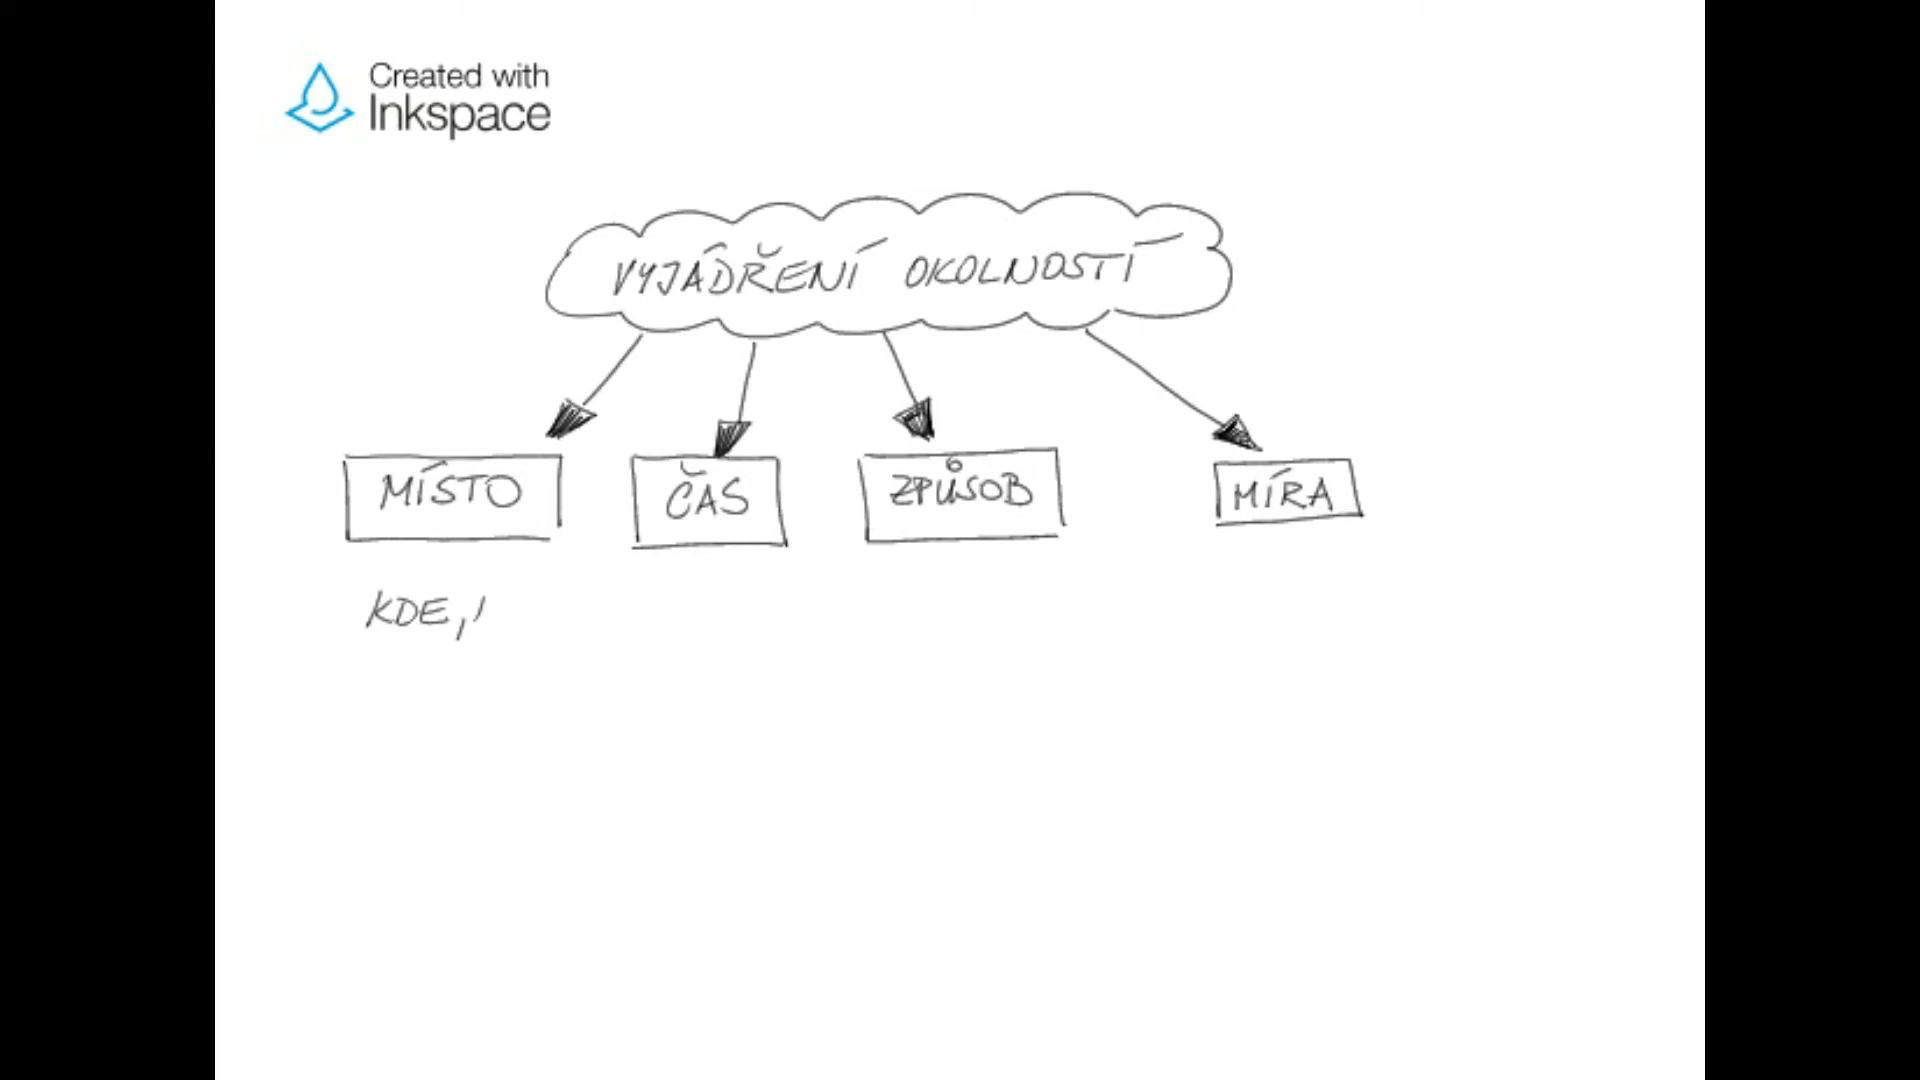 Created with
Inkspace
VYJÁDŘENÍ OKOLNOSTÍ
MÍSTO
ČAS
ZPŮSOB
MÍRA
KDE,